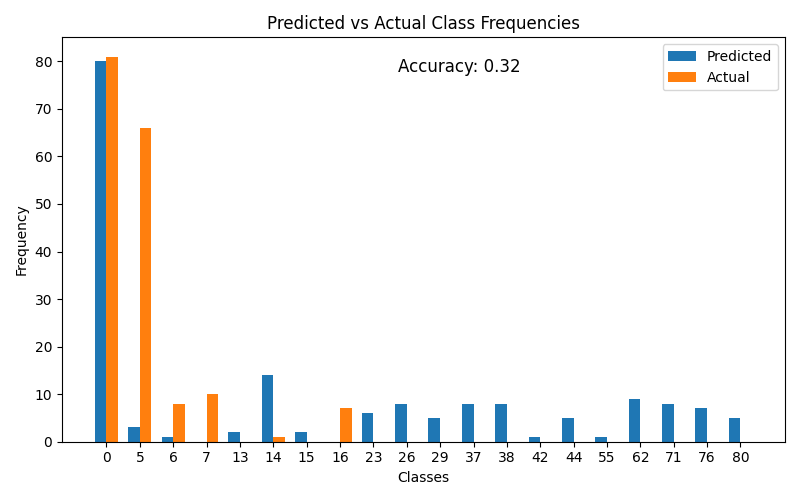 Predicted vs Actual Class Frequencies
Accuracy: 0.32
Predicted
Actual
Frequency
80
70
60
50
40
30
20
10
0
0 5 6 7 13 14 15 16 23 26 29 37 38 42 44 55 62 71 76 80
Classes